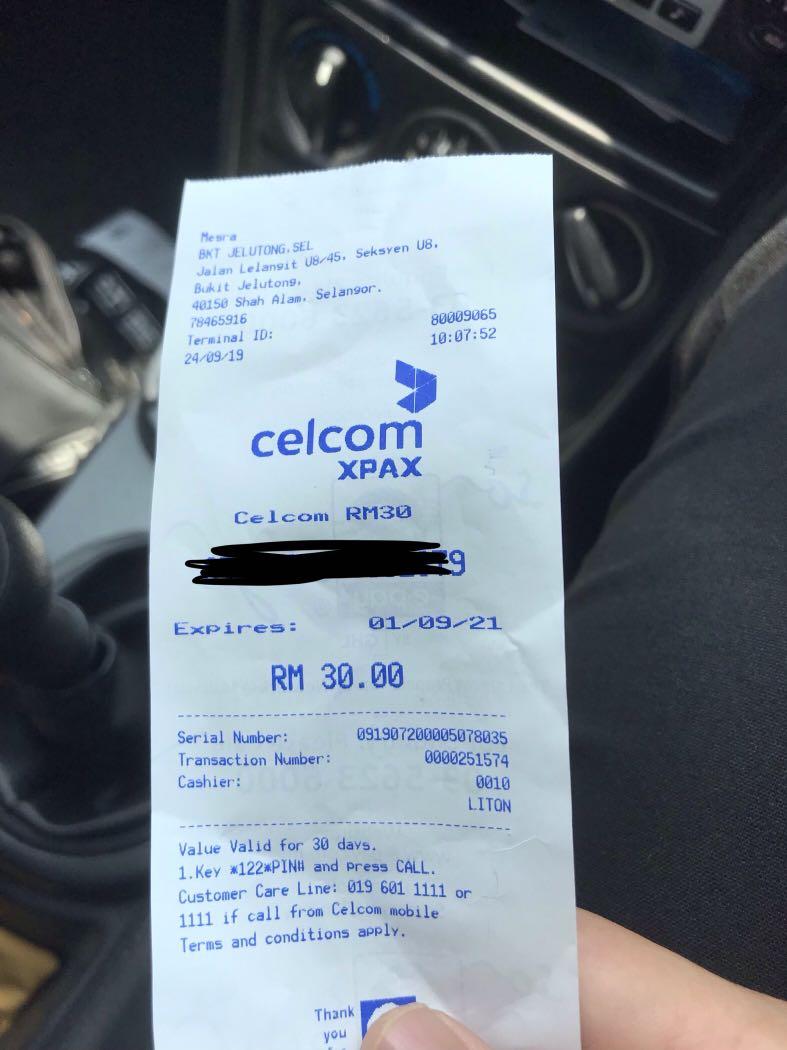 Mesra
BKT JELUTONG,SEL
Jalan Lelangit U8/45, Seksyen U8,
Bukit Jelutong,
40150 Shah Alam, Selangor.
78465916
Terminal ID: 80009065
24/09/19 10:07:52
celcom
XPAX
Celcom RM30
9
Expires: 01/09/21
RM 30.00
Serial Number: 091907200005078035
Transaction Number: 0000251574
Cashier: 0010
LITON
Value Valid for 30 days.
1.Key *122*PIN# and press CALL.
Customer Care Line: 019 601 1111 or
1111 if call from Celcom mobile
Terms and conditions apply.
Thank
you